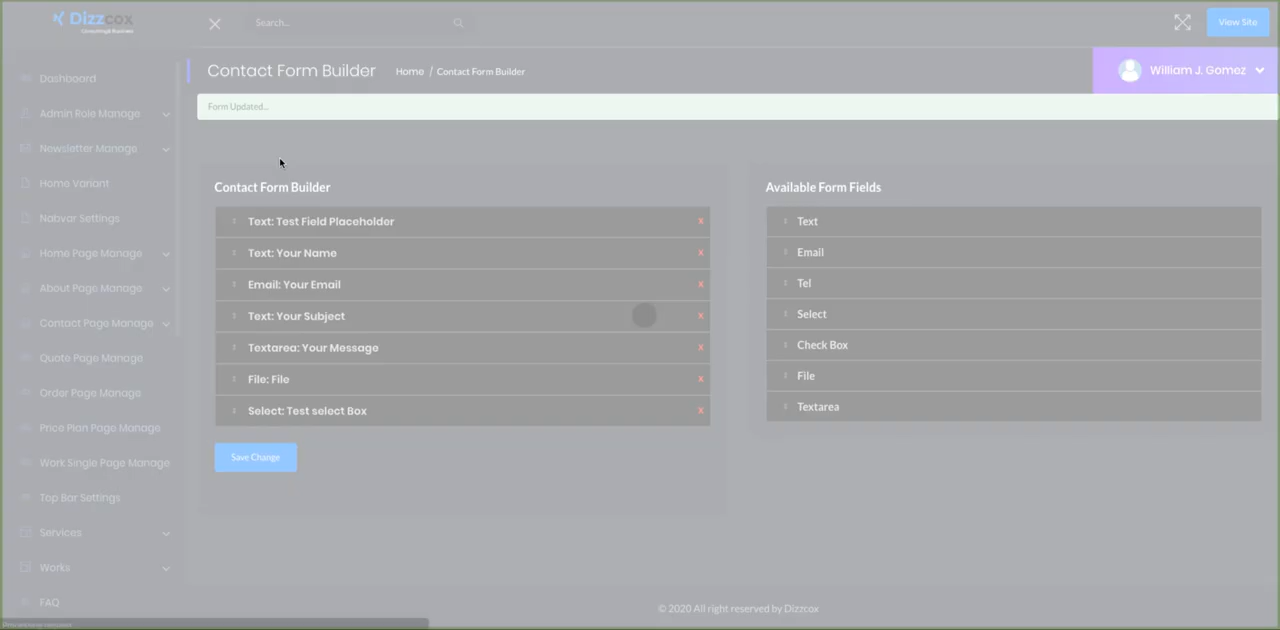 Dizzcox
Consulting & Business
Search...
View Site
Contact Form Builder
Home / Contact Form Builder
William J. Gomez
Form Updated...
Dashboard
Admin Role Manage
Newsletter Manage
Home Variant
Nabvar Settings
Home Page Manage
About Page Manage
Contact Page Manage
Quote Page Manage
Order Page Manage
Price Plan Page Manage
Work Single Page Manage
Top Bar Settings
Services
Works
FAQ
Contact Form Builder
Text: Test Field Placeholder x
Text: Your Name x
Email: Your Email x
Text: Your Subject x
Textarea: Your Message x
File: File x
Select: Test select Box x
Save Change
Available Form Fields
Text
Email
Tel
Select
Check Box
File
Textarea
© 2020 All right reserved by Dizzcox